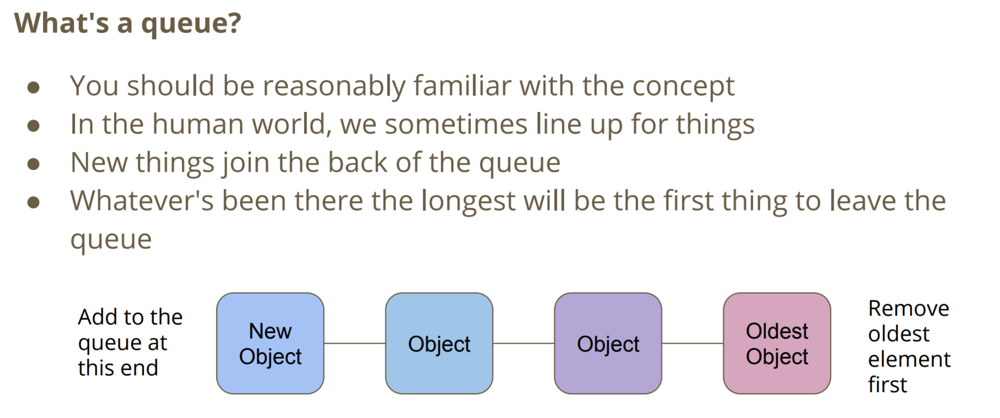 What's a queue?
● You should be reasonably familiar with the concept
● In the human world, we sometimes line up for things
● New things join the back of the queue
● Whatever's been there the longest will be the first thing to leave the
queue
Add to the
queue at
this end
New
Object
Object
Object
Oldest
Object
Remove
oldest
element
first